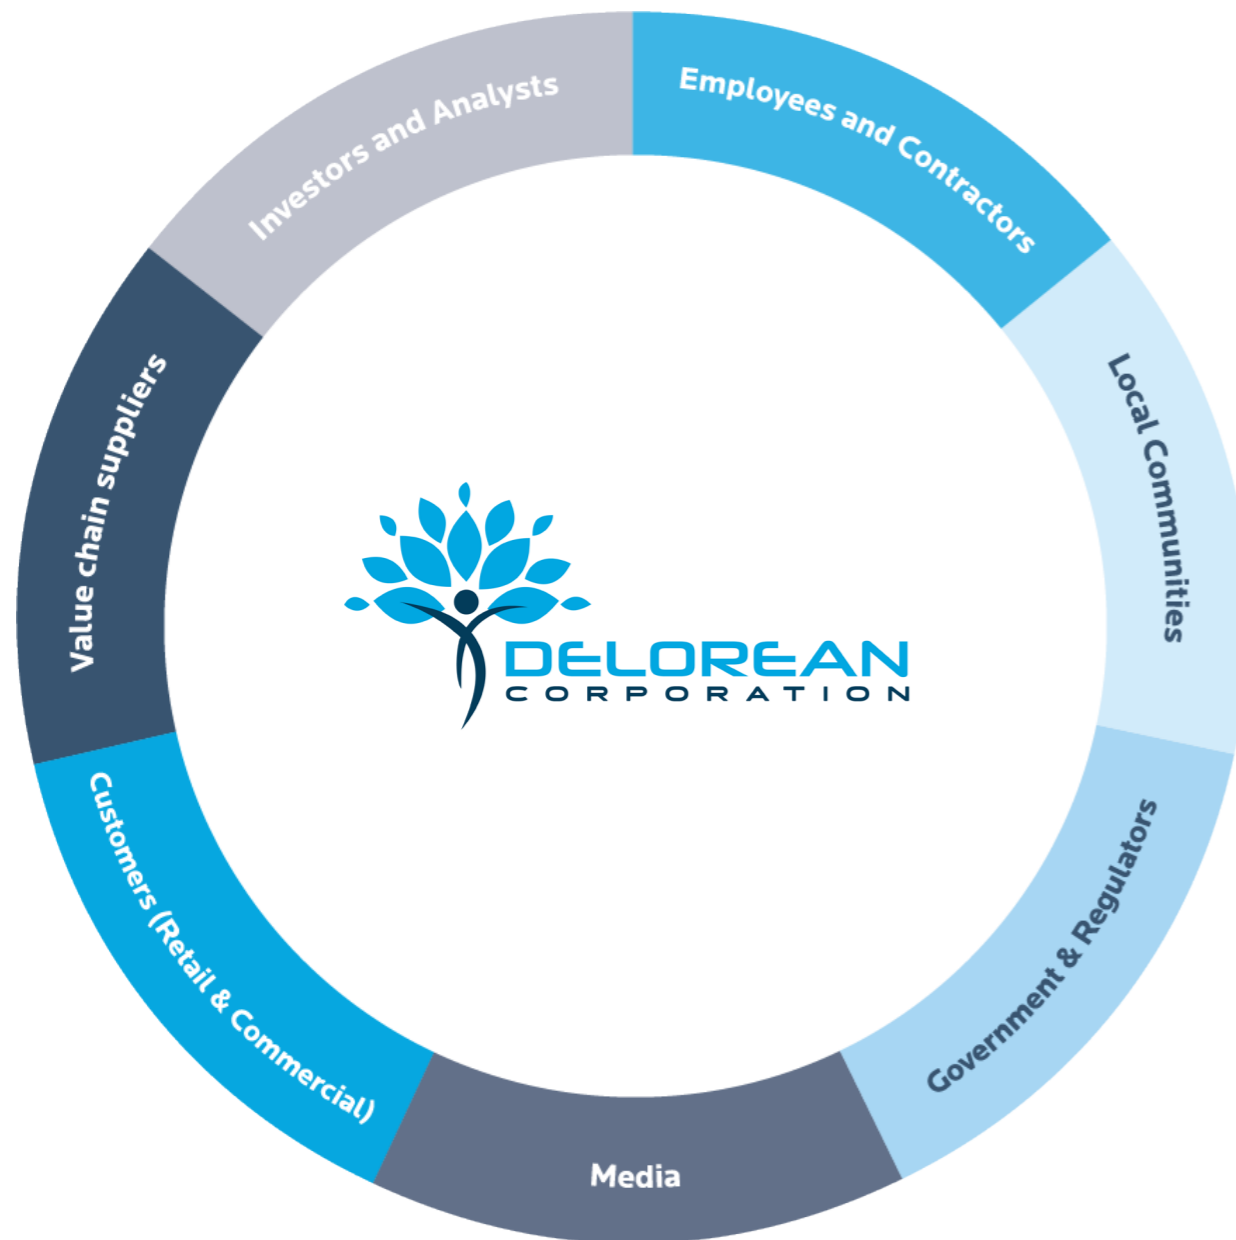 Employees and Contractors
Local Communities
Government & Regulators
Media
Customers (Retail & Commercial)
Value chain suppliers
Investors and Analysts
DELOREAN
CORPORATION